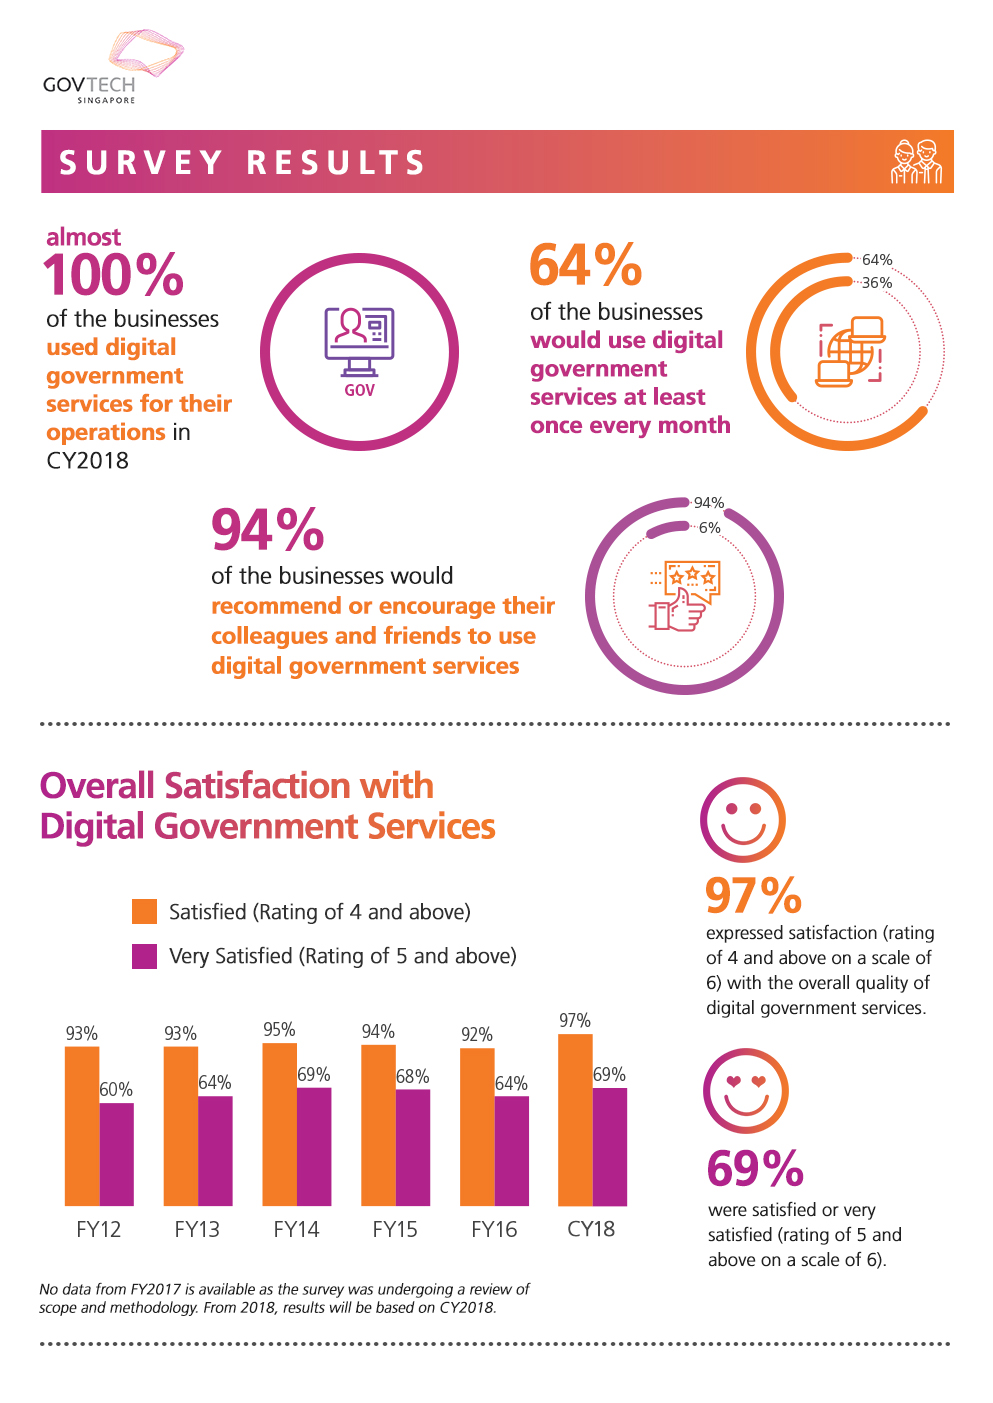 GOVTECH
SINGAPORE
SURVEY RESULTS
almost
100%
of the businesses
used digital
government
services for their
operations in
CY2018
GOV
64%
of the businesses
would use digital
government
services at least
once every month
64%
36%
94%
of the businesses would
recommend or encourage their
colleagues and friends to use
digital government services
94%
6%
Overall Satisfaction with
Digital Government Services
Satisfied (Rating of 4 and above)
Very Satisfied (Rating of 5 and above)
93%
60%
93%
64%
95%
69%
94%
68%
92%
64%
97%
69%
FY12
FY13
FY14
FY15
FY16
CY18
No data from FY2017 is available as the survey was undergoing a review of
scope and methodology. From 2018, results will be based on CY2018.
97%
expressed satisfaction (rating
of 4 and above on a scale of
6) with the overall quality of
digital government services.
69%
were satisfied or very
satisfied (rating of 5 and
above on a scale of 6).